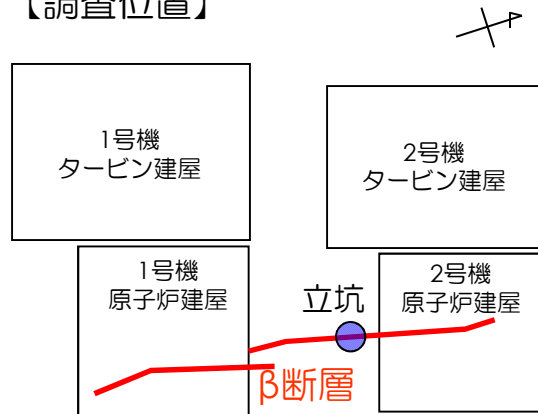 【調査位置】
1号機
タービン建屋
2号機
タービン建屋
1号機
原子炉建屋
2号機
原子炉建屋
立坑
β断層